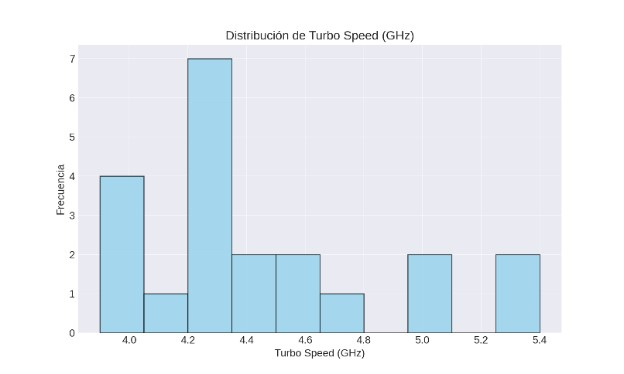 Distribución de Turbo Speed (GHz)
7
6
5
4
3
2
1
0
Frecuencia
4.0 4.2 4.4 4.6 4.8 5.0 5.2 5.4
Turbo Speed (GHz)